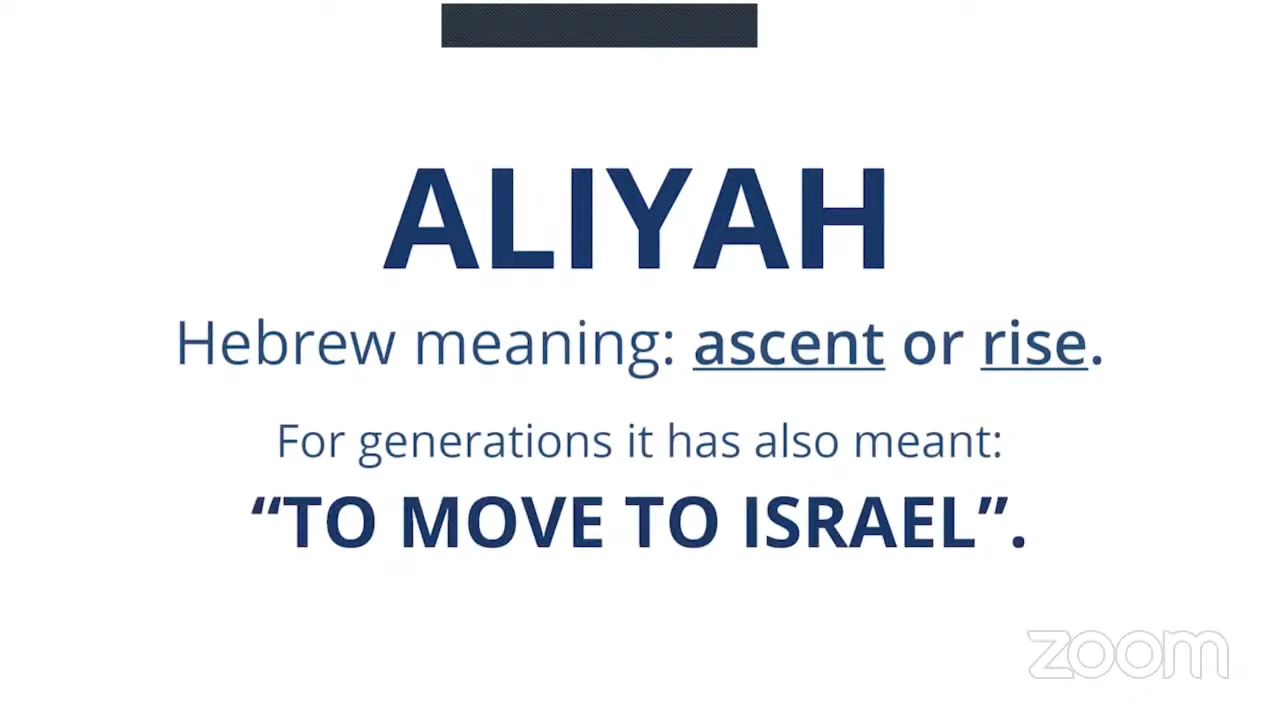 ALIYAH
Hebrew meaning: ascent or rise.
For generations it has also meant:
“TO MOVE TO ISRAEL”.
zoom